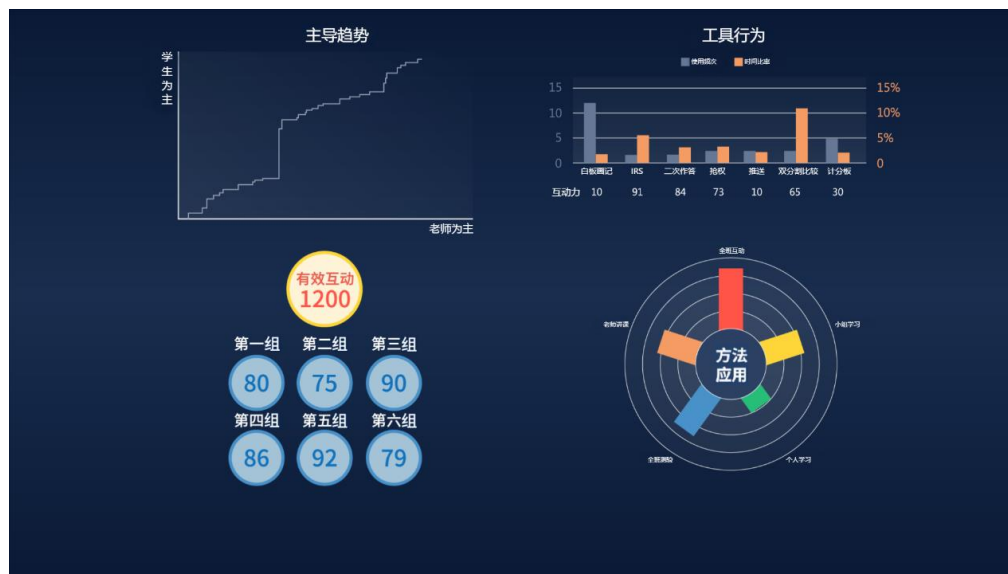 主导趋势
学生为主
老师为主
工具行为
使用频次 时间比率
15 15%
10 10%
5 5%
0 0
白板画记 IRS 二次作答 抢权 推送 双分割比较 计分板
互动力 10 91 84 73 10 65 30
有效互动
1200
第一组 第二组 第三组
80 75 90
第四组 第五组 第六组
86 92 79
全班互动
老师讲课 小组学习
方法
应用
全班测验 个人学习